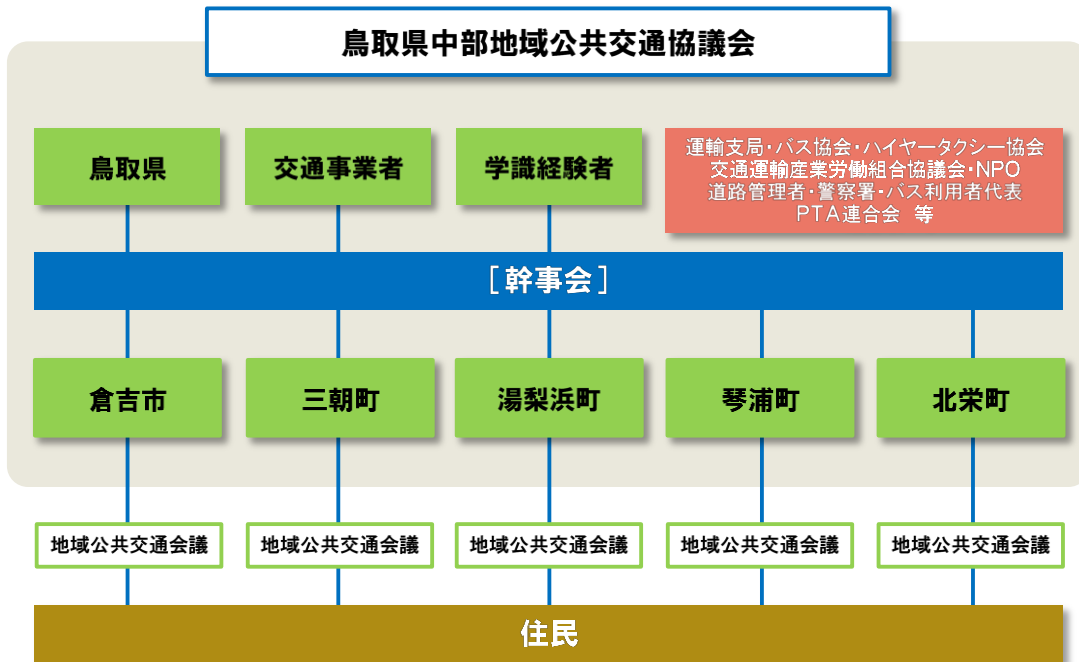 鳥取県中部地域公共交通協議会
鳥取県
交通事業者
学識経験者
運輸支局・バス協会・ハイヤータクシー協会
交通運輸産業労働組合協議会・NPO
道路管理者・警察署・バス利用者代表
PTA連合会 等
[幹事会]
倉吉市
三朝町
湯梨浜町
琴浦町
北栄町
地域公共交通会議
地域公共交通会議
地域公共交通会議
地域公共交通会議
地域公共交通会議
住民